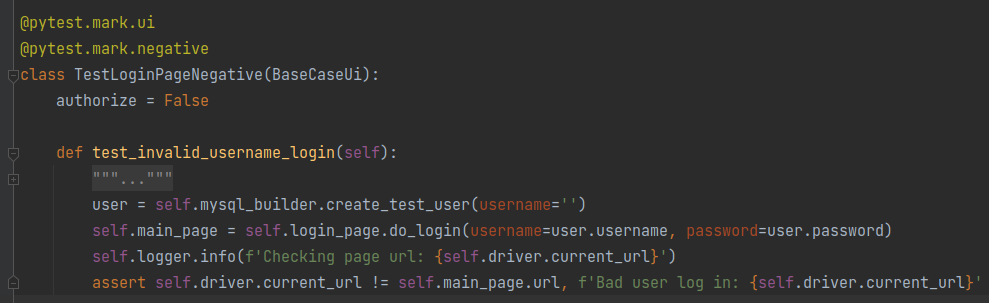 @pytest.mark.ui
@pytest.mark.negative
class TestLoginPageNegative(BaseCaseUi):
    authorize = False
    def test_invalid_username_login(self):
        """..."""
        user = self.mysql_builder.create_test_user(username='')
        self.main_page = self.login_page.do_login(username=user.username, password=user.password)
        self.logger.info(f'Checking page url: {self.driver.current_url}')
        assert self.driver.current_url != self.main_page.url, f'Bad user log in: {self.driver.current_url}'